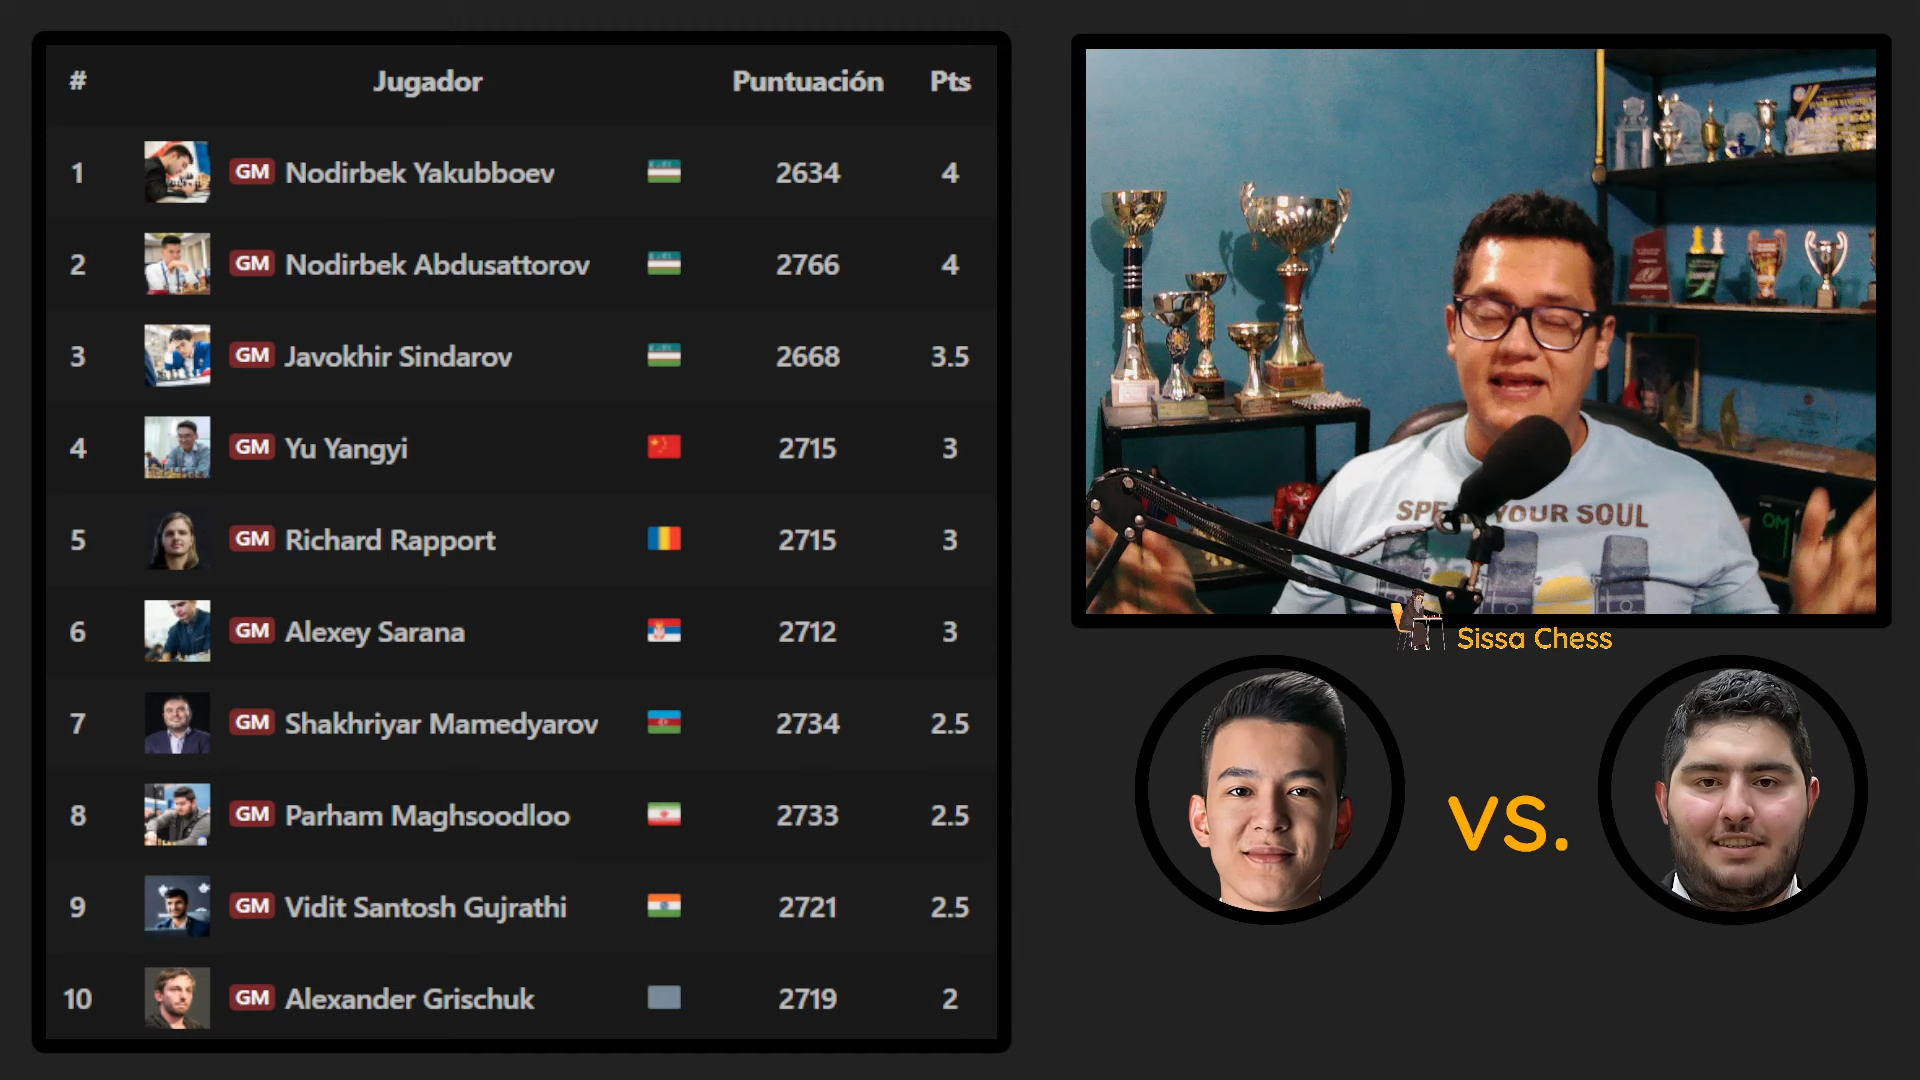 # Jugador Puntuación Pts
1 GM Nodirbek Yakubboev 2634 4
2 GM Nodirbek Abdusattorov 2766 4
3 GM Javokhir Sindarov 2668 3.5
4 GM Yu Yangyi 2715 3
5 GM Richard Rapport 2715 3
6 GM Alexey Sarana 2712 3
7 GM Shakhriyar Mamedyarov 2734 2.5
8 GM Parham Maghsoodloo 2733 2.5
9 GM Vidit Santosh Gujrathi 2721 2.5
10 GM Alexander Grischuk 2719 2
YOUR SOUL
OM
Sissa Chess
vs.